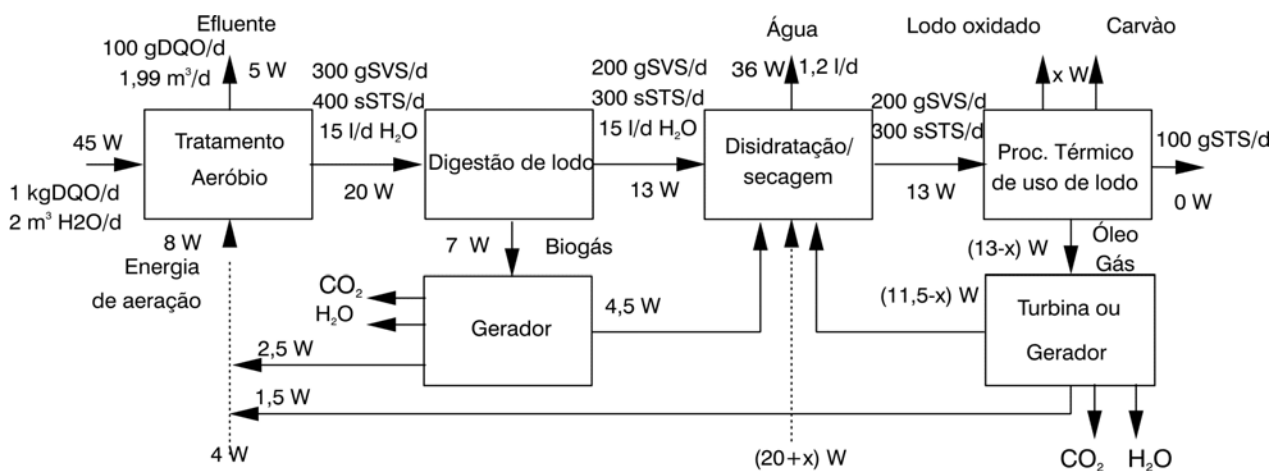 Efluente
100 gDQO/d
1,99 m³/d
5 W
45 W
1 kgDQO/d
2 m³ H2O/d
Tratamento
Aeróbio
8 W
Energia
de aeração
4 W
300 gSVS/d
400 sSTS/d
15 l/d H₂O
20 W
Digestão de lodo
7 W
Biogás
CO₂
H₂O
Gerador
2,5 W
1,5 W
4,5 W
200 gSVS/d
300 sSTS/d
15 l/d H₂O
13 W
Água
36 W
1,2 l/d
Disidratação/
secagem
(20+x) W
200 gSVS/d
300 sSTS/d
13 W
Lodo oxidado
Carvào
x W
Proc. Térmico
de uso de lodo
100 gSTS/d
0 W
(13-x) W
Óleo
Gás
(11,5-x) W
Turbina ou
Gerador
CO₂
H₂O